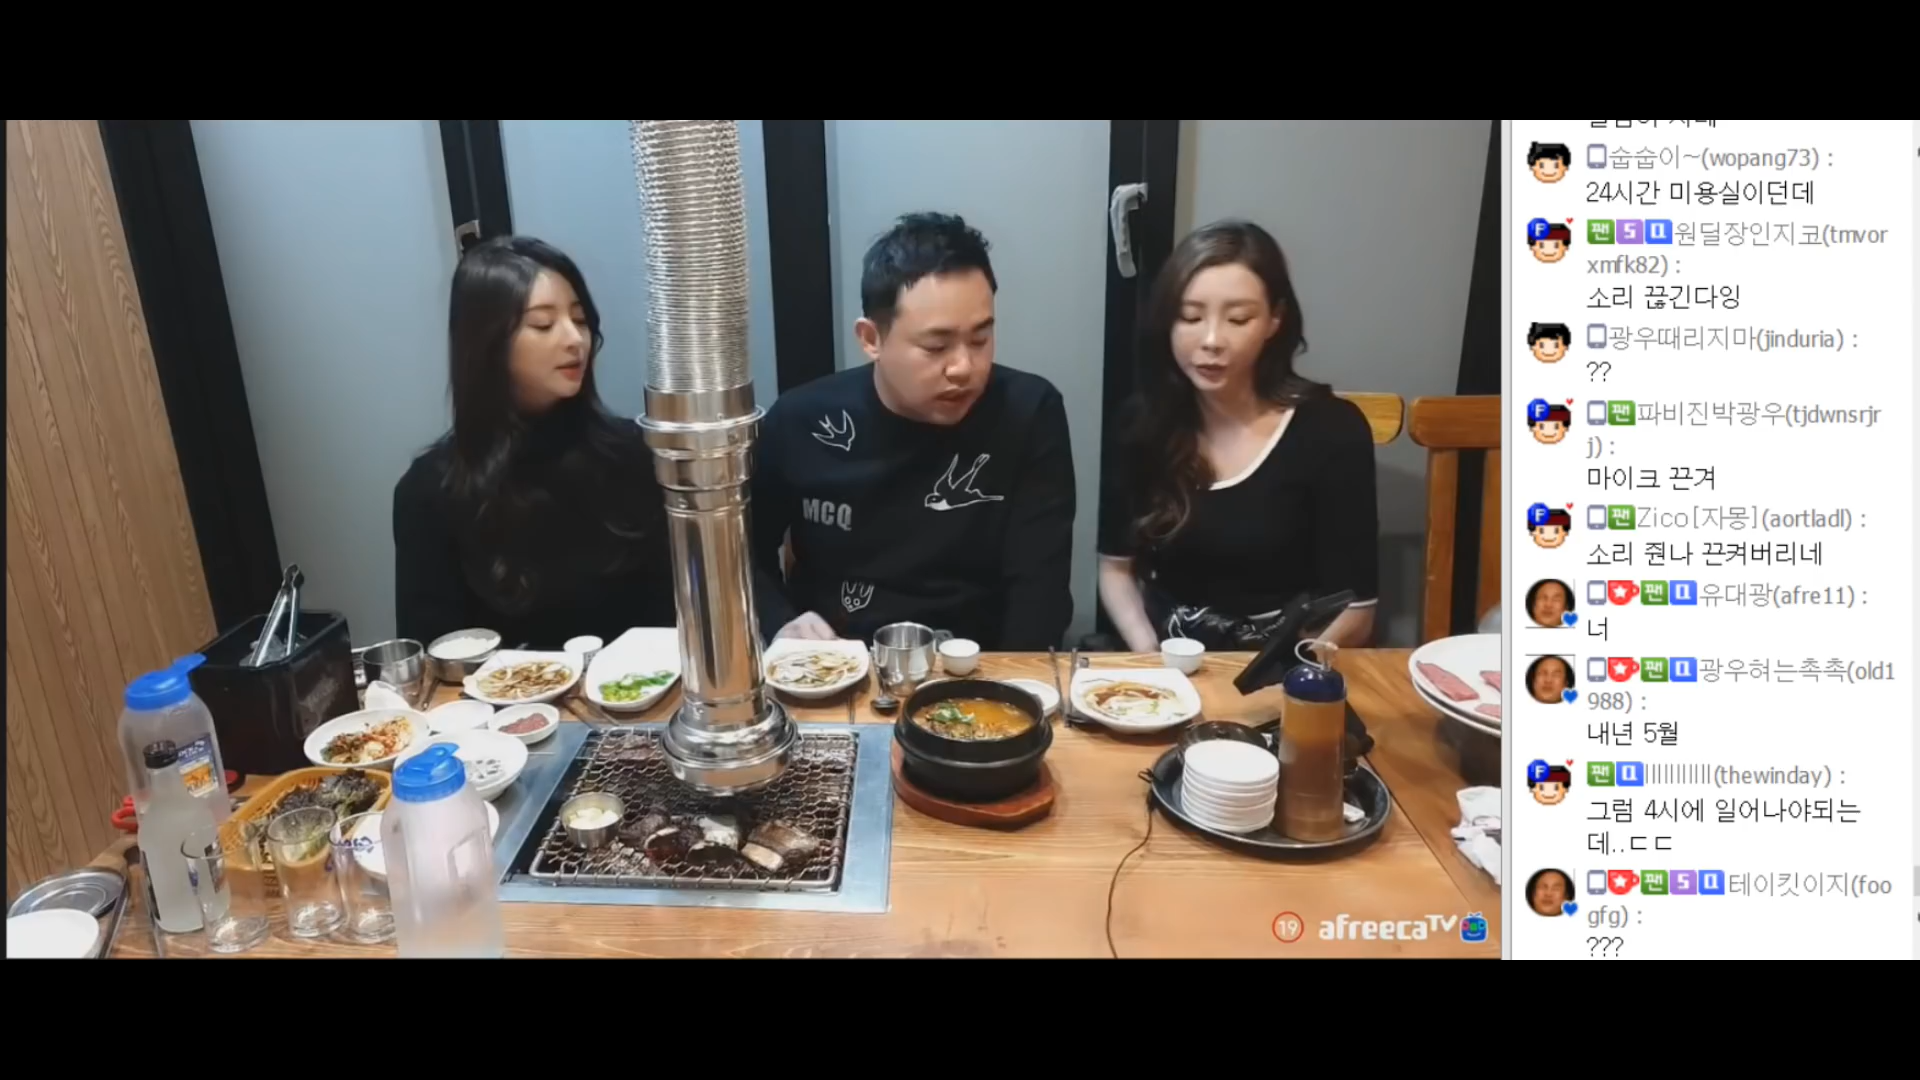 MCQ
19 afreecaTV
숩숩이~(wopang73) :
24시간 미용실이던데
팬 S 원딜장인지코(tmvor
xmfk82) :
소리 끊긴다잉
광우때리지마(jinduria) :
??
팬 파비진박광우(tjdwnsrjr
j) :
마이크 끈겨
팬 Zico[자몽](aortladl) :
소리 줜나 끈켜버리네
팬 유대광(afre11) :
너
팬 광우혀는촉촉(old1
988) :
내년 5월
팬 lllllllllll(thewinday) :
그럼 4시에 일어나야되는
데..ㄷㄷ
팬 S 테이킷이지(foo
gfg) :
???